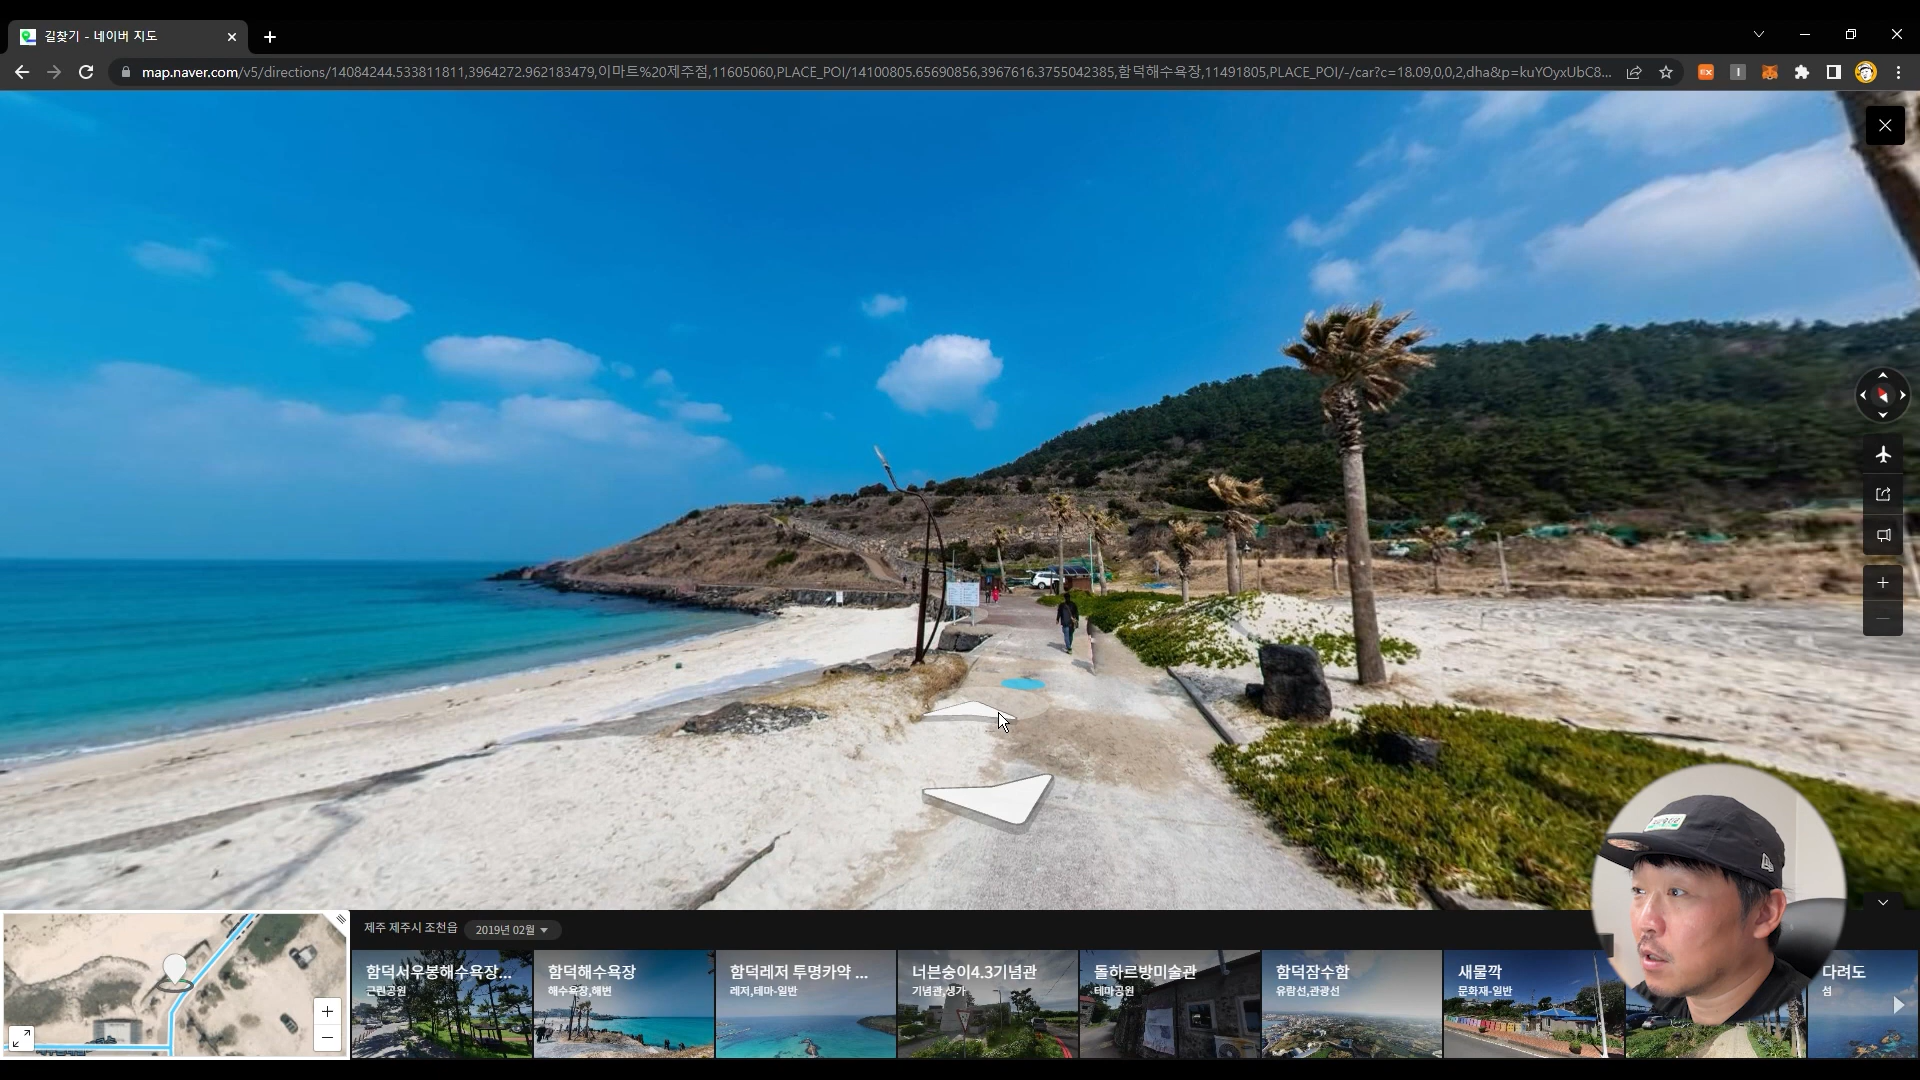 길찾기 - 네이버 지도
map.naver.com/v5/directions/14084244.533811811,3964272.962183479,이마트%20제주점,11605060,PLACE_POI/14100805.65690856,3967616.3755042385,함덕해수욕장,11491805,PLACE_POI/-/car?c=18.09,0,0,2,dha&p=kuYOyxUbC8...
제주 제주시 조천읍
2019년 02월
함덕서우봉해수욕장...
근린공원
함덕해수욕장
해수욕장,해변
함덕레저 투명카약 ...
레저,테마-일반
너븐숭이4.3기념관
기념관,생가
돌하르방미술관
테마공원
함덕잠수함
유람선,관광선
새물깍
문화재-일반
다려도
섬